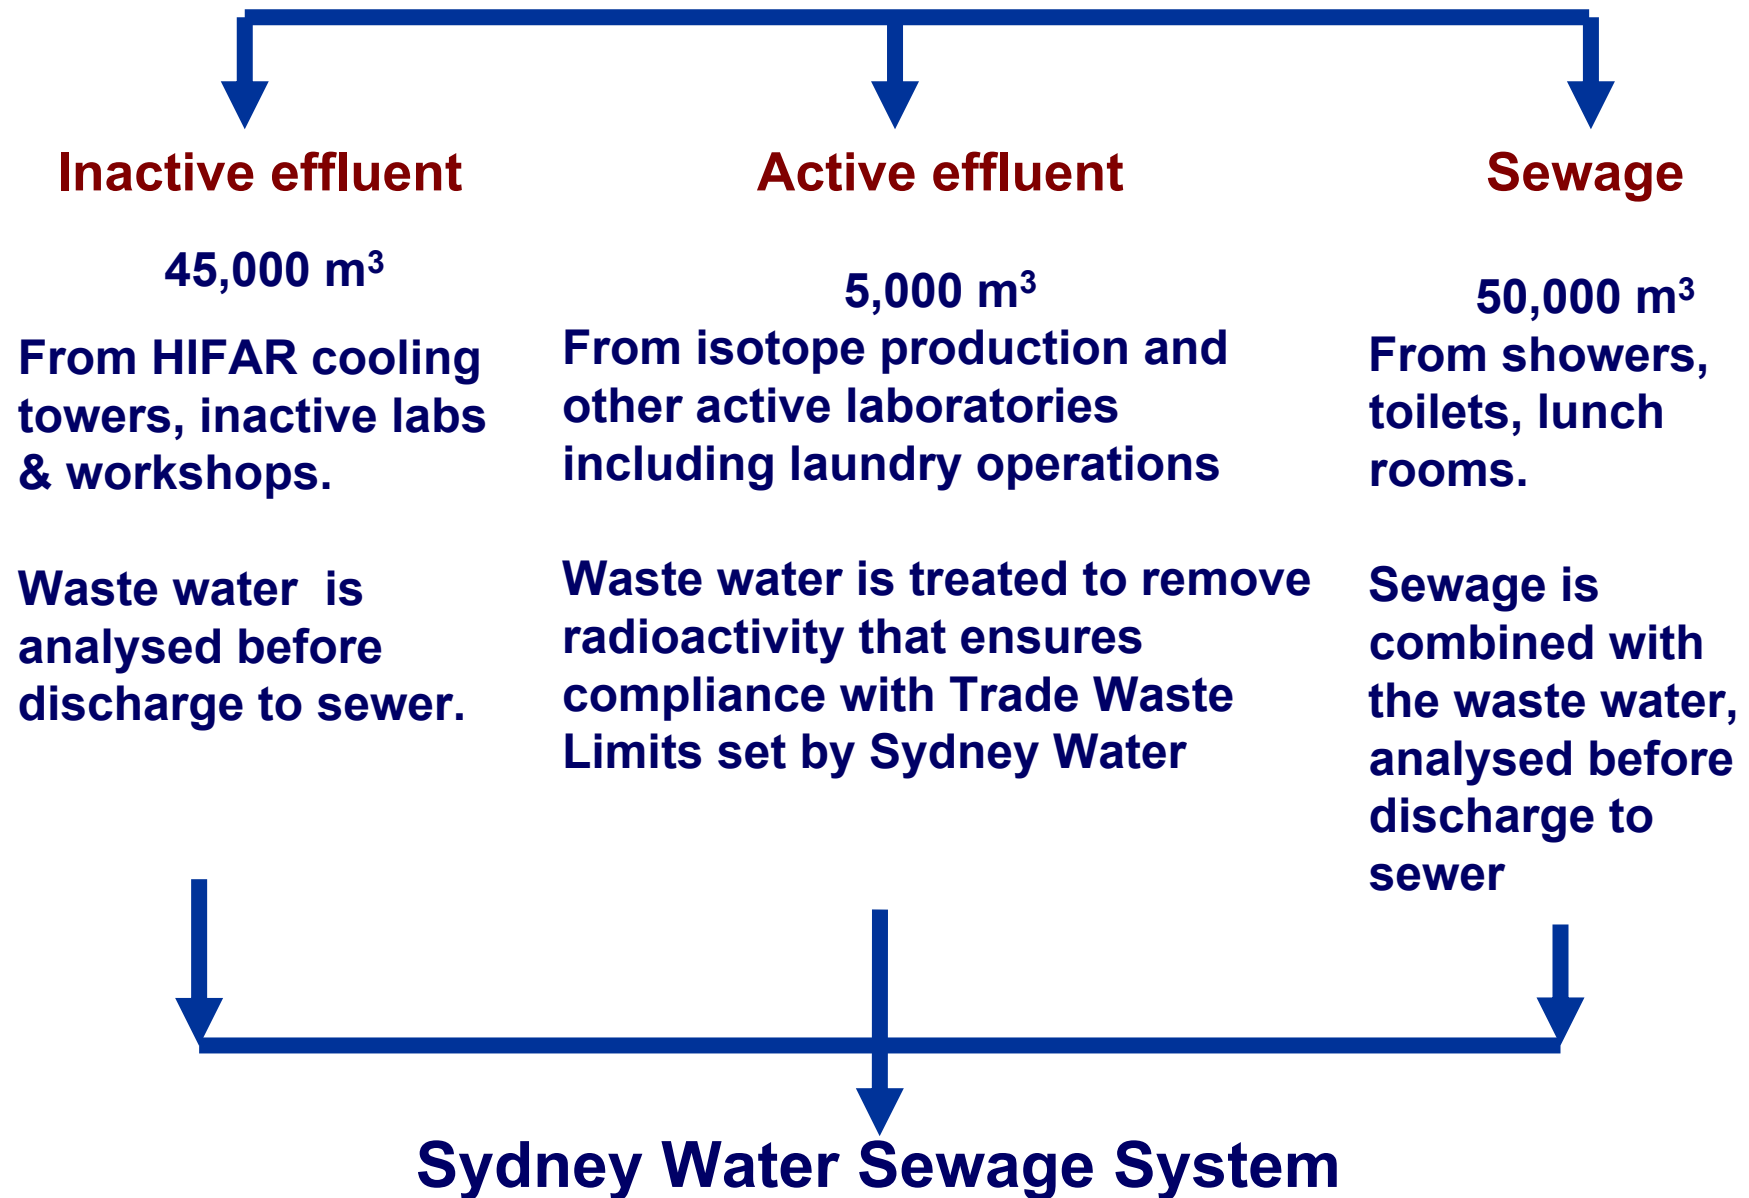 Inactive effluent
45,000 m³
From HIFAR cooling
towers, inactive labs
& workshops.
Waste water is
analysed before
discharge to sewer.
Active effluent
5,000 m³
From isotope production and
other active laboratories
including laundry operations
Waste water is treated to remove
radioactivity that ensures
compliance with Trade Waste
Limits set by Sydney Water
Sewage
50,000 m³
From showers,
toilets, lunch
rooms.
Sewage is
combined with
the waste water,
analysed before
discharge to
sewer
Sydney Water Sewage System